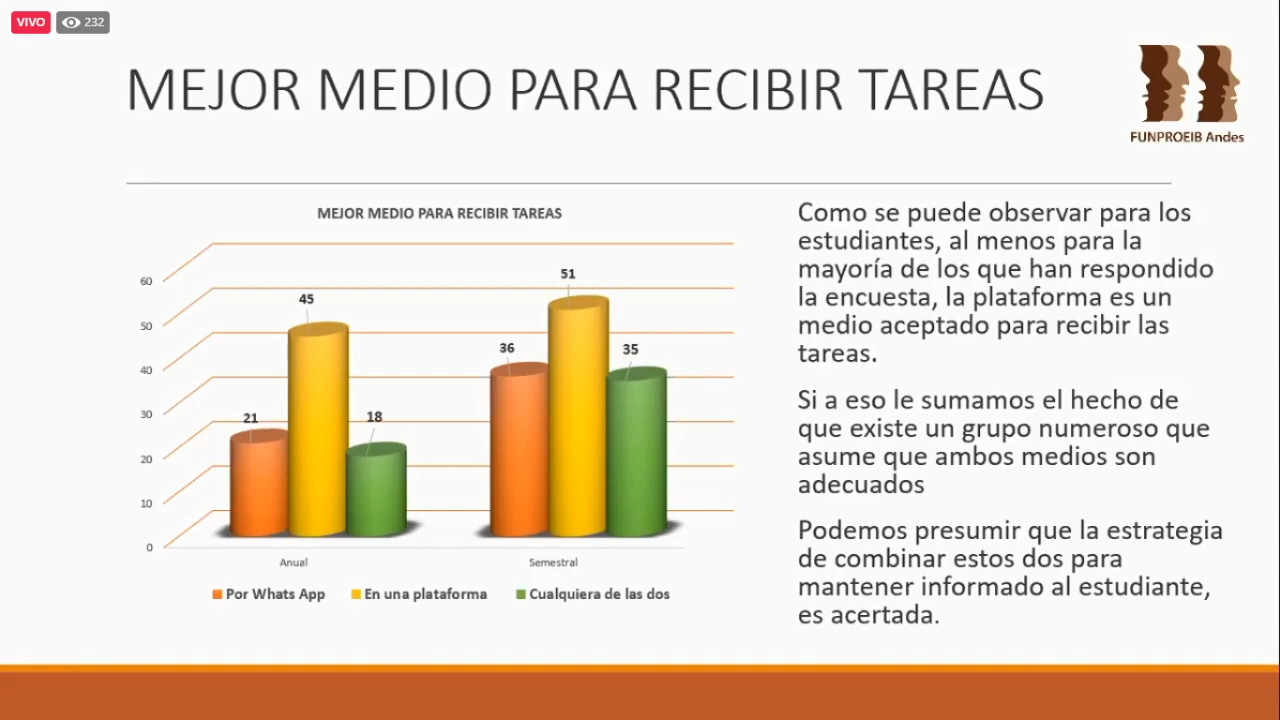 VIVO 232
MEJOR MEDIO PARA RECIBIR TAREAS
FUNPROEIB Andes
MEJOR MEDIO PARA RECIBIR TAREAS
60
50
40
30
20
10
0
21
45
18
36
51
35
Anual
Semestral
Por Whats App
En una plataforma
Cualquiera de las dos
Como se puede observar para los
estudiantes, al menos para la
mayoría de los que han respondido
la encuesta, la plataforma es un
medio aceptado para recibir las
tareas.
Si a eso le sumamos el hecho de
que existe un grupo numeroso que
asume que ambos medios son
adecuados
Podemos presumir que la estrategia
de combinar estos dos para
mantener informado al estudiante,
es acertada.